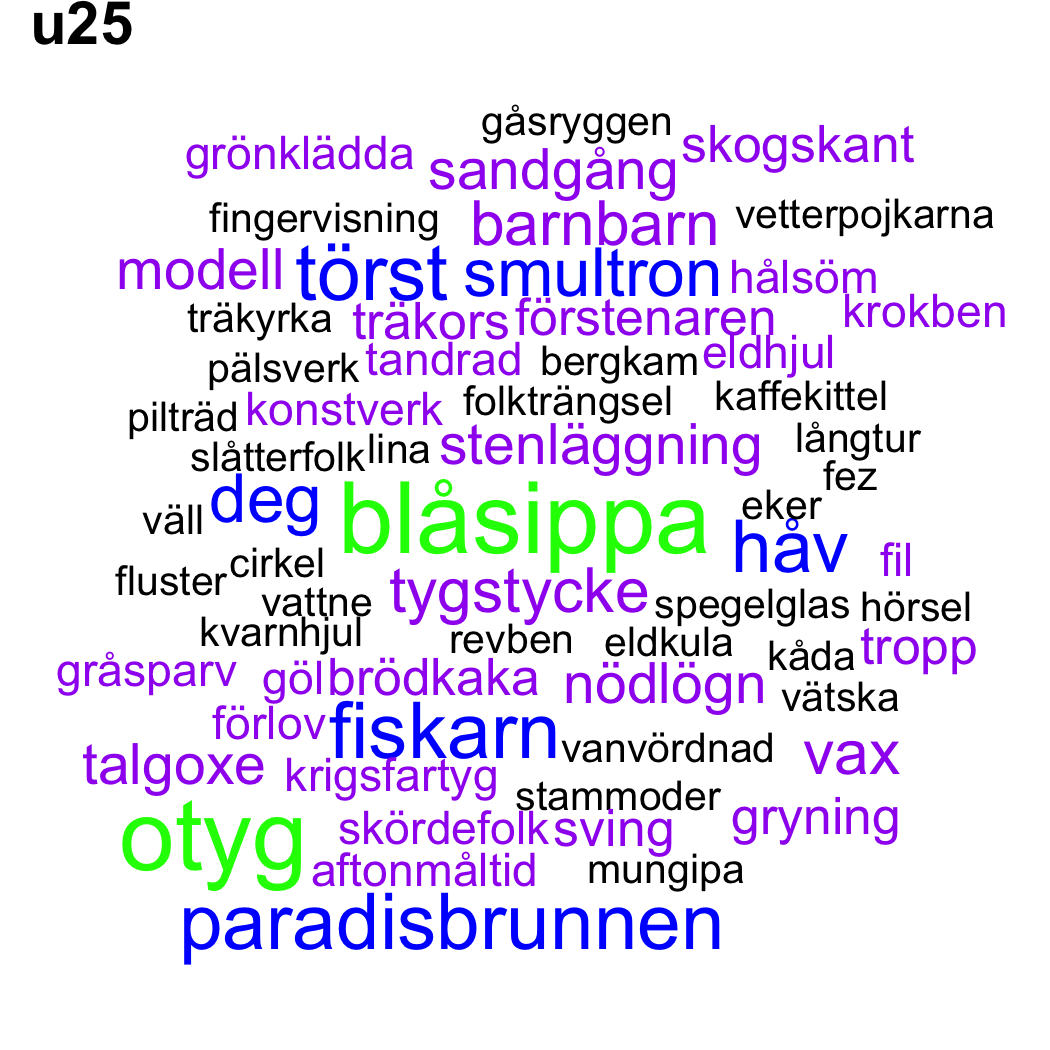 u25
gåsryggen
grönklädda sandgång skogskant
fingervisning barnbarn vetterpojkarna
modell törst smultron hålsöm
träkyrka träkors förstenaren krokben
pälsverk tandrad bergkam eldhjul
pilträd konstverk folkträngsel kaffekittel
slåtterfolk lina stenläggning långtur
fez
väll deg blåsippa eker
håv fil
fluster cirkel
vattne tygstycke spegelglas hörsel
kvarnhjul revben eldkula kåda tropp
gråsparv göl brödkaka nödlögn vätska
förlov fiskarn vanvördnad vax
talgoxe krigsfartyg
stammoder
otyg skördefolk sving gryning
aftonmåltid mungipa
paradisbrunnen